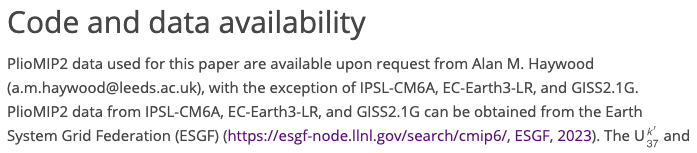 Code and data availability
PlioMIP2 data used for this paper are available upon request from Alan M. Haywood
(a.m.haywood@leeds.ac.uk), with the exception of IPSL-CM6A, EC-Earth3-LR, and GISS2.1G.
PlioMIP2 data from IPSL-CM6A, EC-Earth3-LR, and GISS2.1G can be obtained from the Earth
System Grid Federation (ESGF) (https://esgf-node.llnl.gov/search/cmip6/, ESGF, 2023). The U k′ 37 and